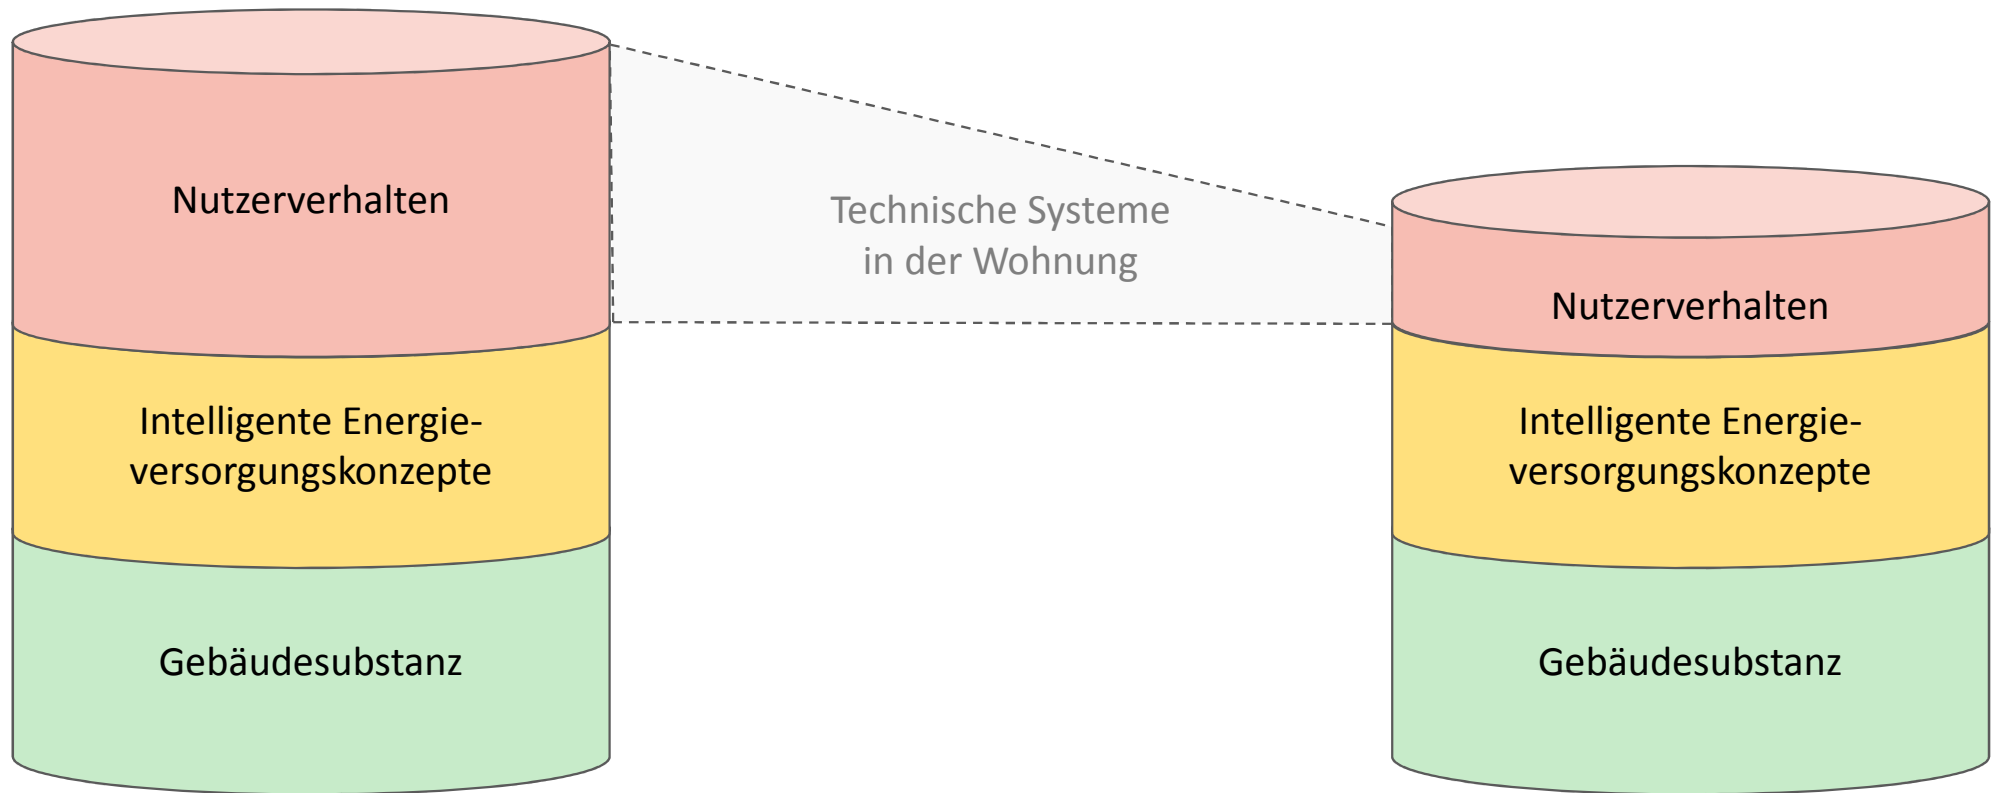 Nutzerverhalten
Intelligente Energie-
versorgungskonzepte
Gebäudesubstanz
Technische Systeme
in der Wohnung
Nutzerverhalten
Intelligente Energie-
versorgungskonzepte
Gebäudesubstanz